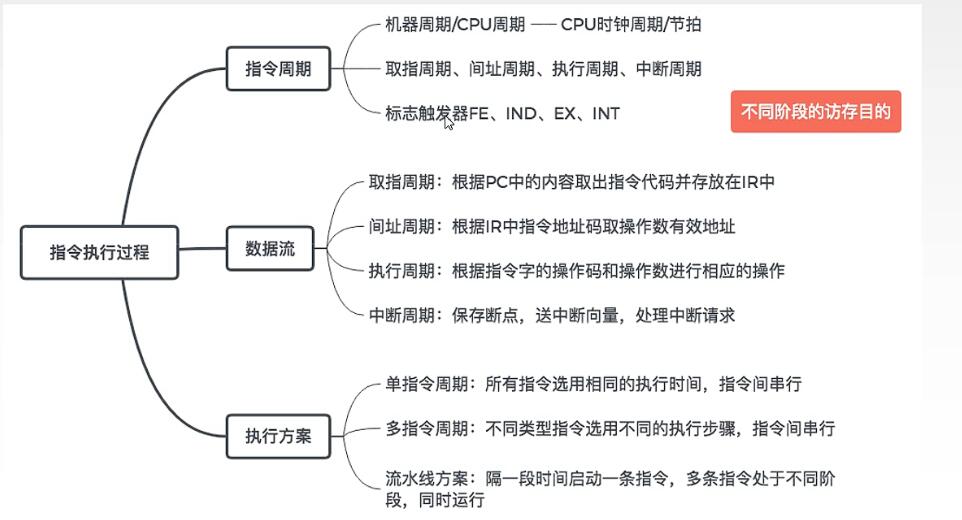 指令执行过程
指令周期
机器周期/CPU周期 —— CPU时钟周期/节拍
取指周期、间址周期、执行周期、中断周期
标志触发器FE、IND、EX、INT
不同阶段的访存目的
数据流
取指周期：根据PC中的内容取出指令代码并存放在IR中
间址周期：根据IR中指令地址码取操作数有效地址
执行周期：根据指令字的操作码和操作数进行相应的操作
中断周期：保存断点，送中断向量，处理中断请求
执行方案
单指令周期：所有指令选用相同的执行时间，指令间串行
多指令周期：不同类型指令选用不同的执行步骤，指令间串行
流水线方案：隔一段时间启动一条指令，多条指令处于不同阶
段，同时运行